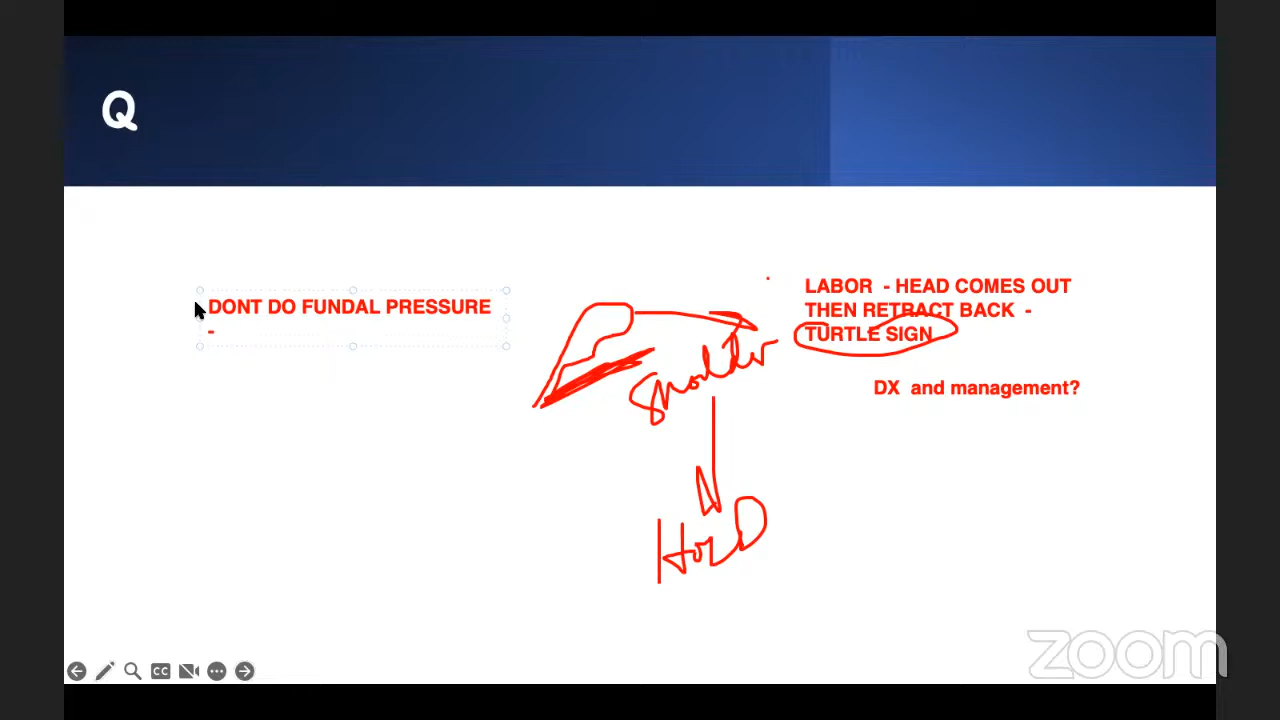 Q
DONT DO FUNDAL PRESSURE
-
LABOR - HEAD COMES OUT
THEN RETRACT BACK -
TURTLE SIGN
Shoulder
DX and management?
HOLD
CC
zoom